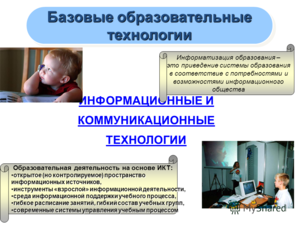 Базовые образовательные
технологии
Информатизация образования –
это приведение системы образования
в соответствие с потребностями и
возможностями информационного
общества
ИНФОРМАЦИОННЫЕ И
КОММУНИКАЦИОННЫЕ
ТЕХНОЛОГИИ
Образовательная деятельность на основе ИКТ:
•открытое (но контролируемое) пространство
информационных источников,
•инструменты «взрослой» информационной деятельности,
•среда информационной поддержки учебного процесса,
•гибкое расписание занятий, гибкий состав учебных групп,
•современные системы управления учебным процессом
MyShared